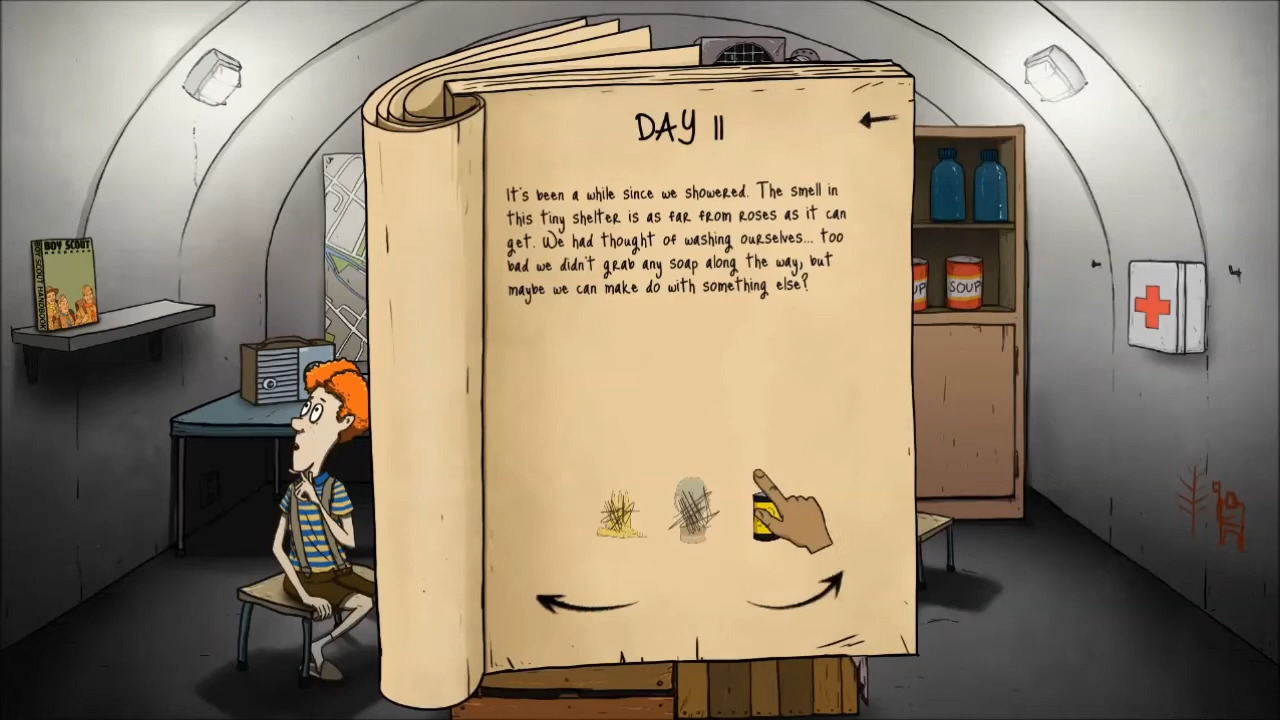 DAY 11
It's been a while since we showered. The smell in
this tiny shelter is as far from roses as it can
get. We had thought of washing ourselves... too
bad we didn't grab any soap along the way, but
maybe we can make do with something else?
BOY SCOUT
BOY SCOUT HANDBOOK
UP
SOUP